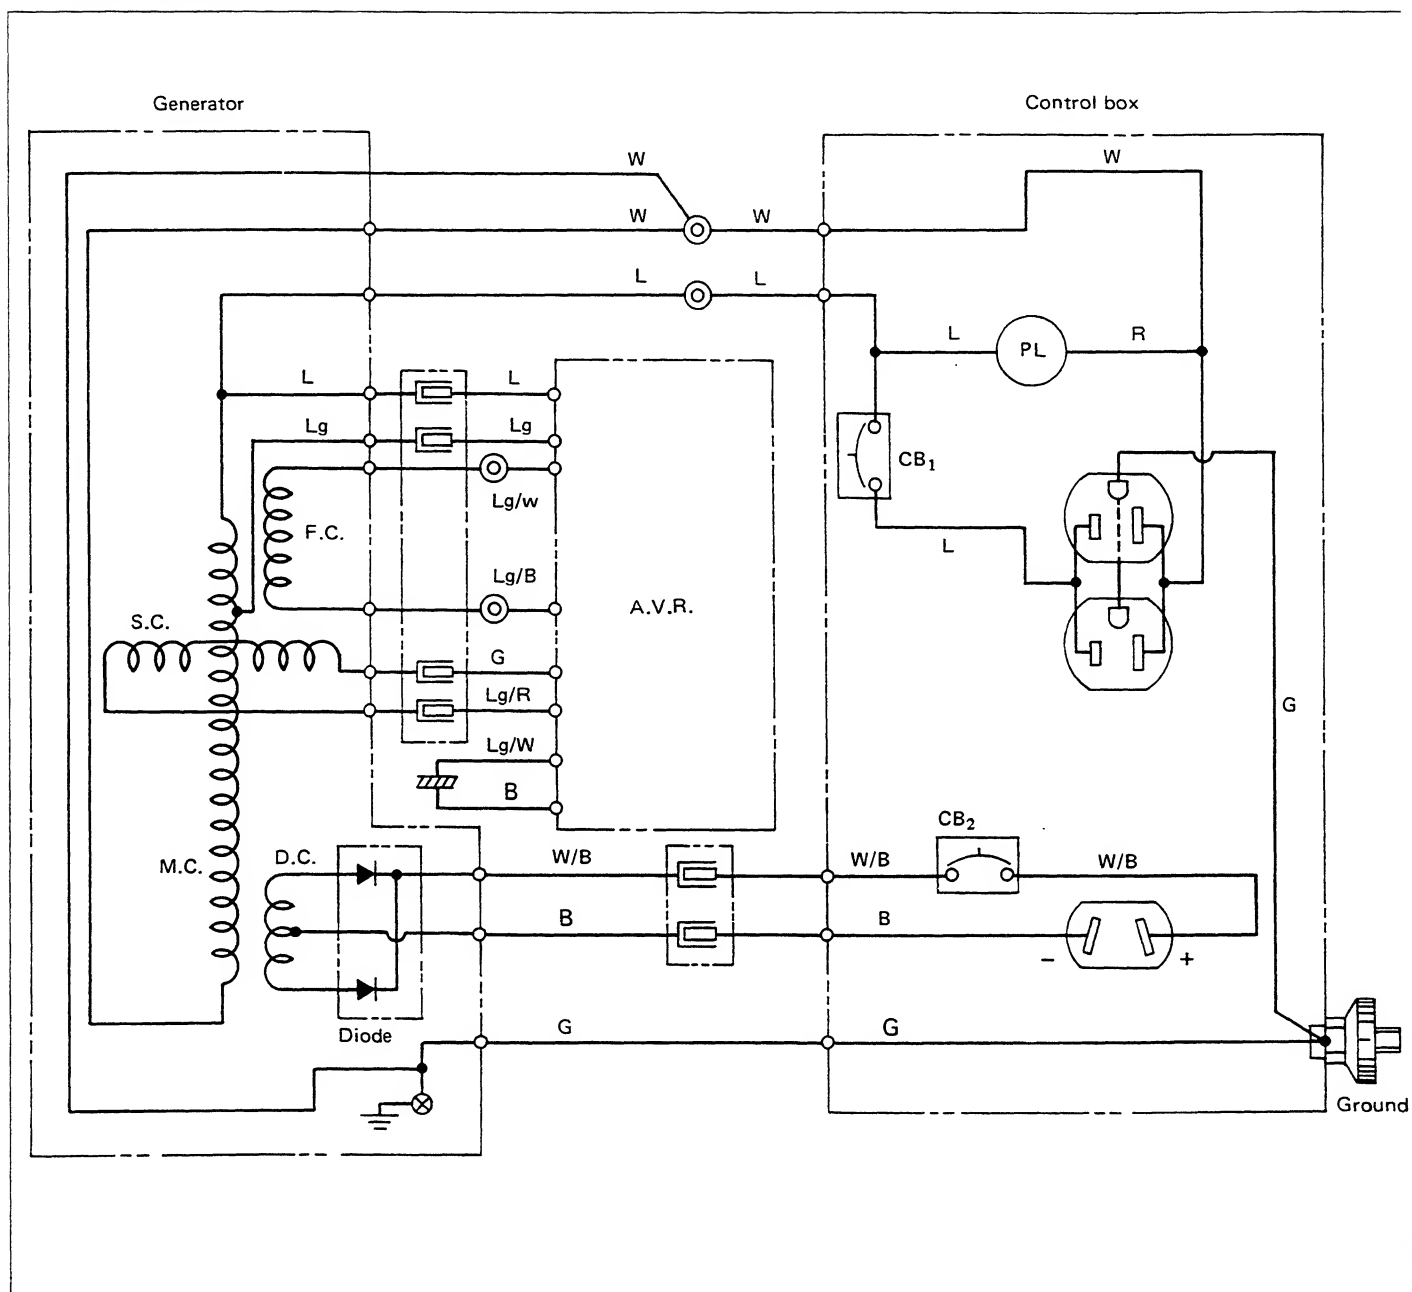 Generator
Control box
W
W
W
W
L
L
L
PL
R
L
L
Lg
Lg
CB1
Lg/w
F.C.
L
Lg/B
A.V.R.
S.C.
G
Lg/R
G
Lg/W
B
CB2
M.C.
D.C.
W/B
W/B
W/B
B
B
- +
Diode
G
G
Ground